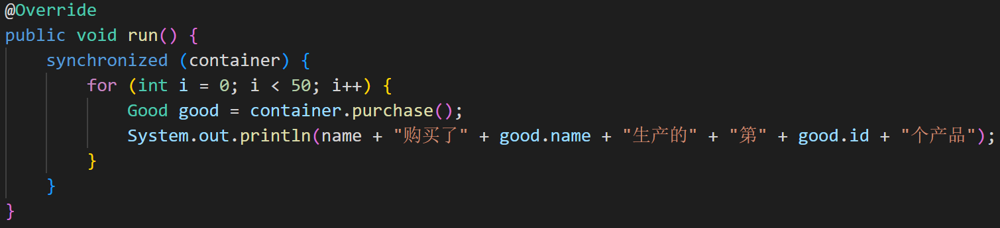 @Override
public void run() {
    synchronized (container) {
        for (int i = 0; i < 50; i++) {
            Good good = container.purchase();
            System.out.println(name + "购买了" + good.name + "生产的" + "第" + good.id + "个产品");
        }
    }
}